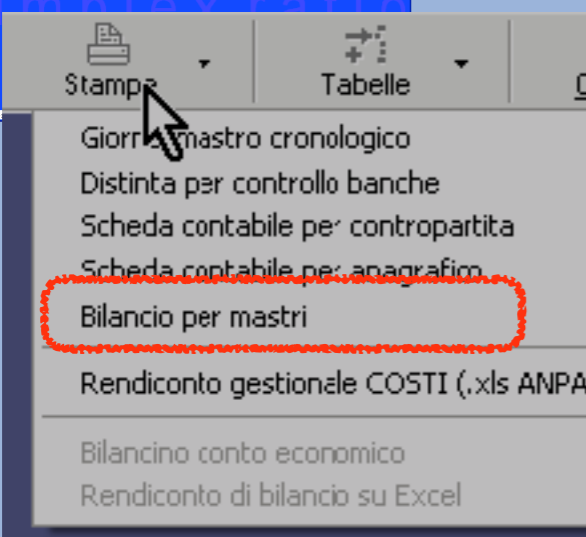 Stampa Tabelle
Giornalmastro cronologico
Distinta per controllo banche
Scheda contabile per contropartita
Scheda contabile per anagrafico
Bilancio per mastri
Rendiconto gestionale COSTI (.xls ANPA
Bilancino conto economico
Rendiconto di bilancio su Excel